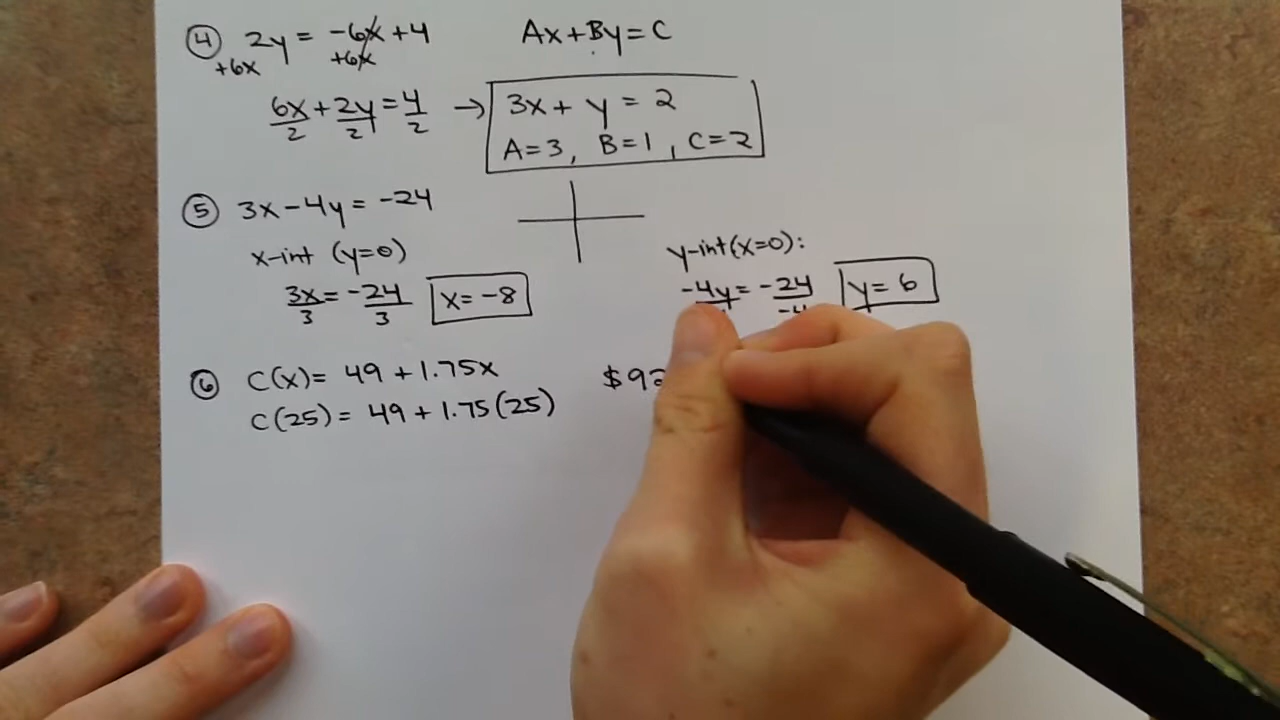 ④ 2y = -6x + 4 Ax + By = C
+6x +6x
6x/2 + 2y/2 = 4/2 → 3x + y = 2
A = 3, B = 1, C = 2
⑤ 3x - 4y = -24
x-int (y=0) y-int (x=0):
3x/3 = -24/3 x = -8 -4y = -24/-4 y = 6
⑥ C(x) = 49 + 1.75x $92
C(25) = 49 + 1.75(25)